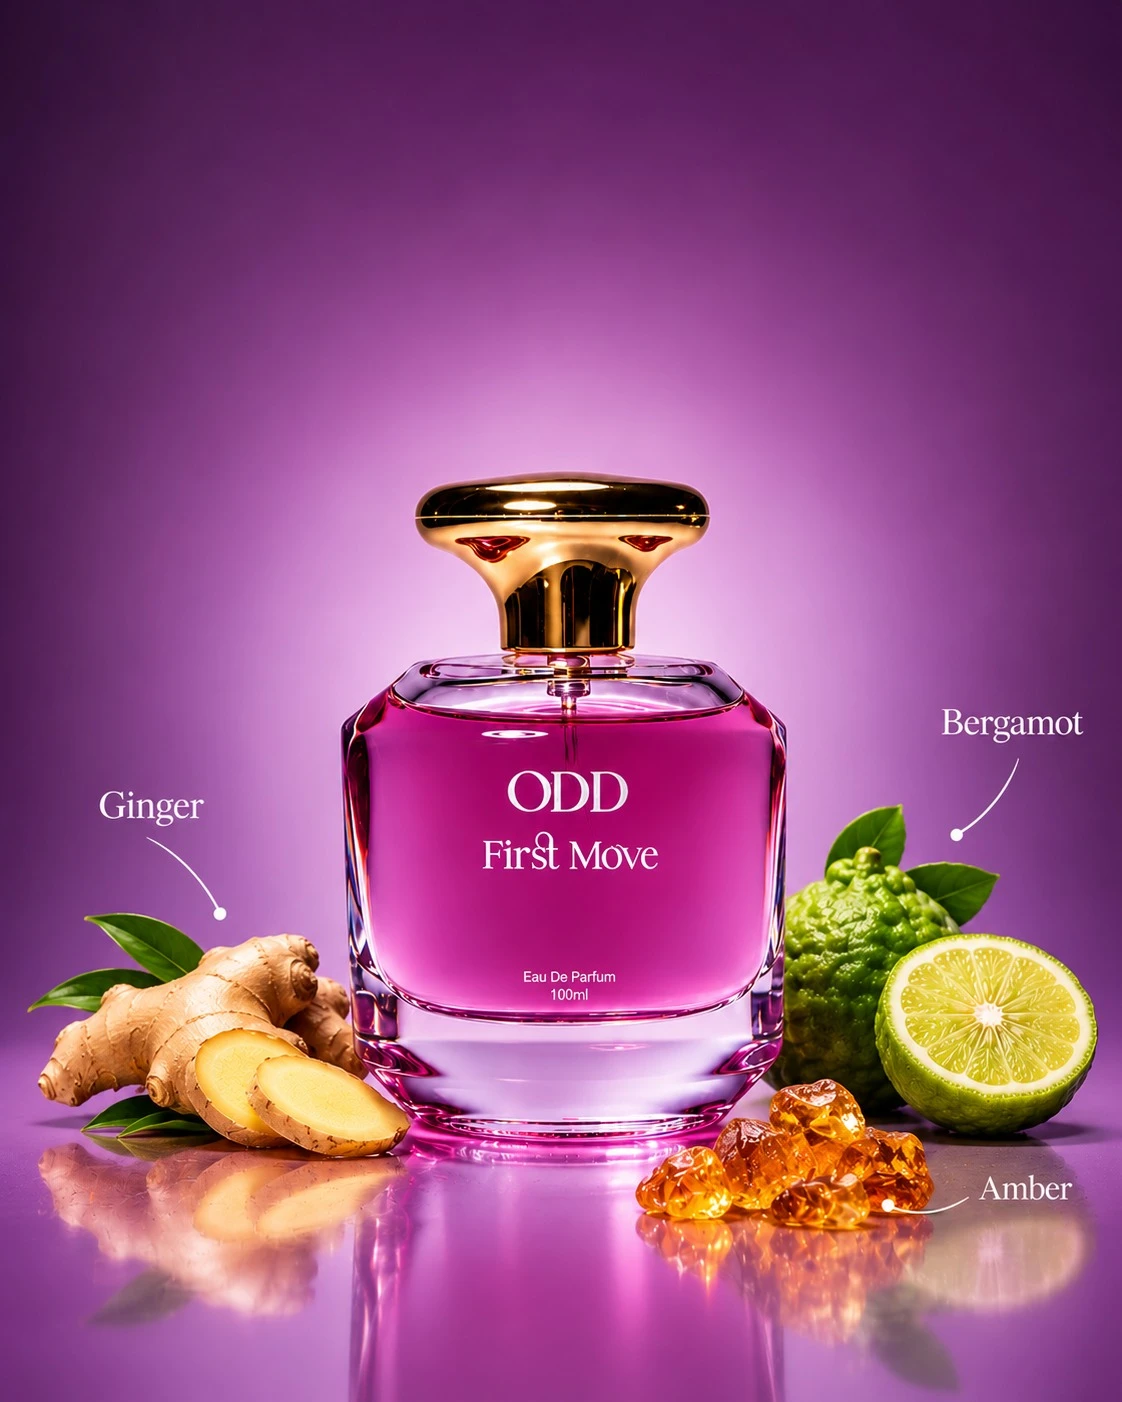 ODD
First Move
Eau De Parfum
100ml
Ginger
Bergamot
Amber